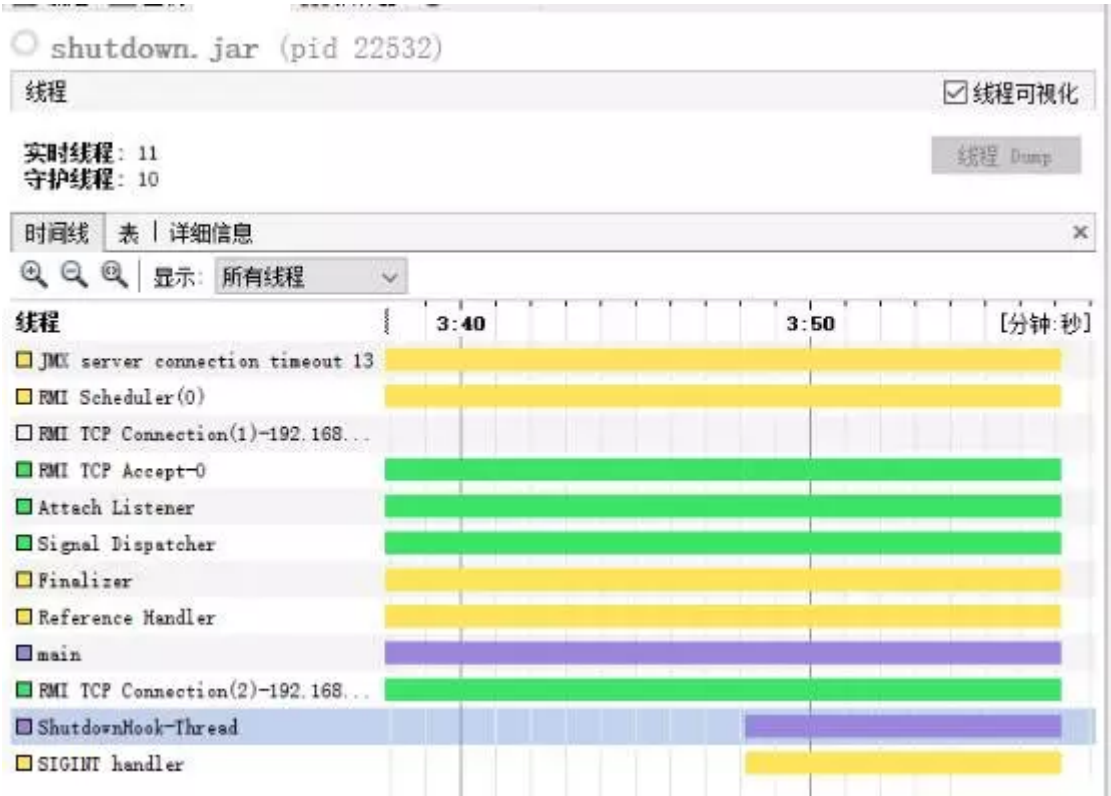 shutdown.jar (pid 22532)
线程
线程可视化
实时线程: 11
守护线程: 10
线程 Dump
时间线 表 详细信息
显示: 所有线程
线程 3:40 3:50 [分钟:秒]
JMX server connection timeout 13
RMI Scheduler(0)
RMI TCP Connection(1)-192.168...
RMI TCP Accept-0
Attach Listener
Signal Dispatcher
Finalizer
Reference Handler
main
RMI TCP Connection(2)-192.168...
ShutdownHook-Thread
SIGINT handler